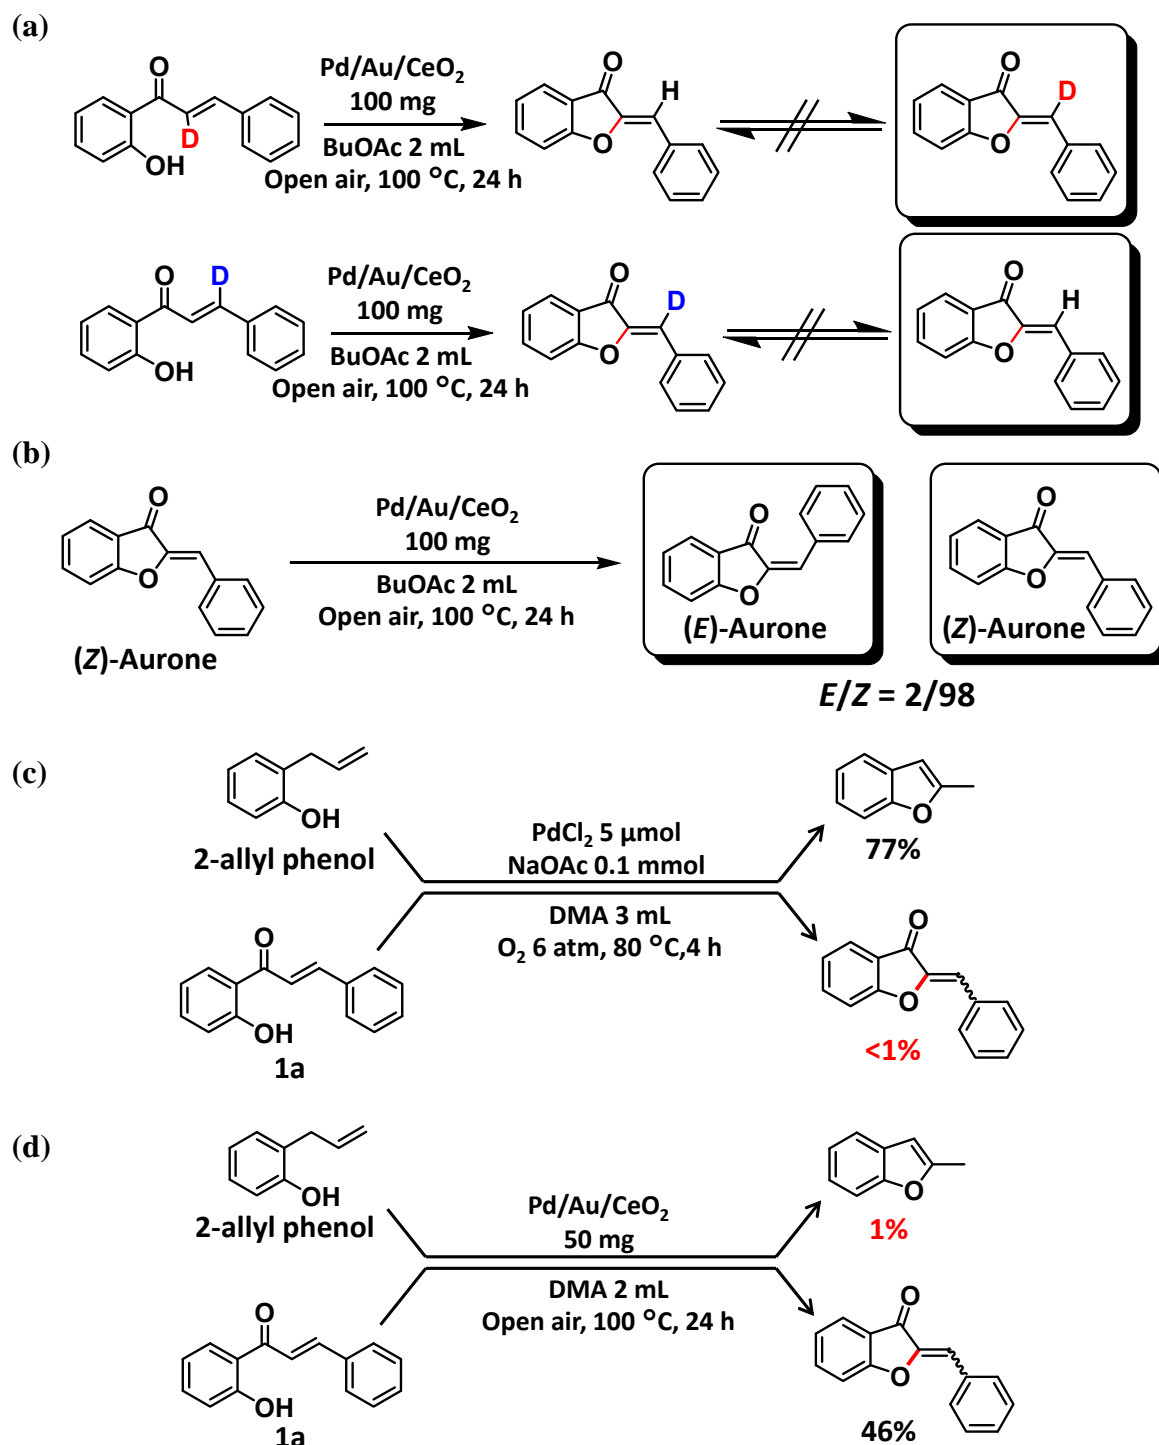 (a)
O
D
OH
Pd/Au/CeO2
100 mg
BuOAc 2 mL
Open air, 100 °C, 24 h
O
H
O
O
D
O
O
D
OH
Pd/Au/CeO2
100 mg
BuOAc 2 mL
Open air, 100 °C, 24 h
O
D
O
O
H
O
(b)
O
O
(Z)-Aurone
Pd/Au/CeO2
100 mg
BuOAc 2 mL
Open air, 100 °C, 24 h
O
O
(E)-Aurone
O
O
(Z)-Aurone
E/Z = 2/98
(c)
OH
2-allyl phenol
O
OH
1a
PdCl2 5 μmol
NaOAc 0.1 mmol
DMA 3 mL
O2 6 atm, 80 °C,4 h
O
77%
O
O
<1%
(d)
OH
2-allyl phenol
O
OH
1a
Pd/Au/CeO2
50 mg
DMA 2 mL
Open air, 100 °C, 24 h
O
1%
O
O
46%